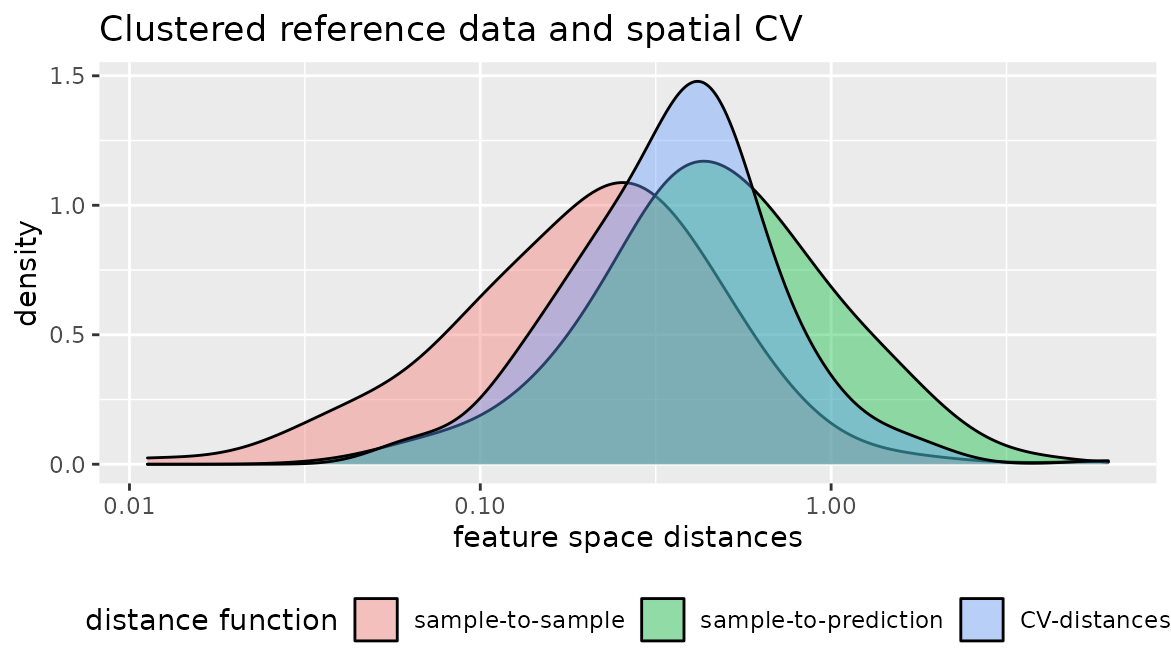 Clustered reference data and spatial CV
1.5
1.0
0.5
0.0
density
0.01 0.10 1.00
feature space distances
distance function sample-to-sample sample-to-prediction CV-distances